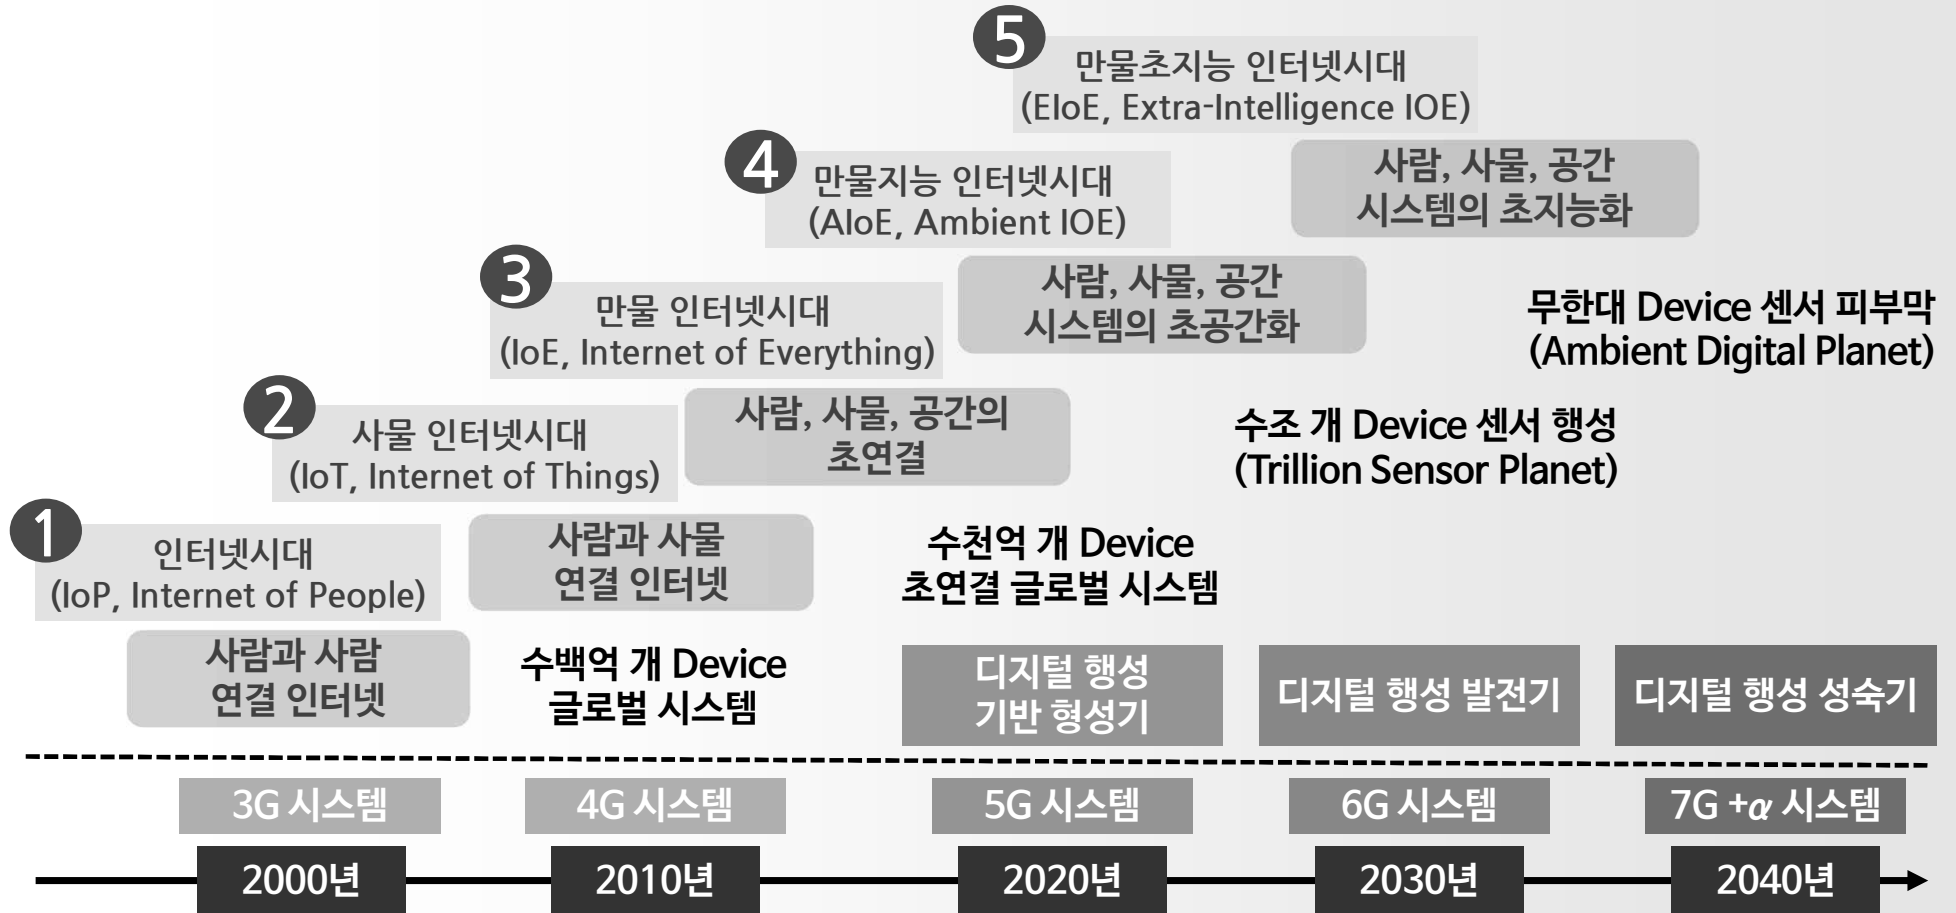 5
만물초지능 인터넷시대
(EIoE, Extra-Intelligence IOE)
사람, 사물, 공간
시스템의 초지능화
4
만물지능 인터넷시대
(AIoE, Ambient IOE)
사람, 사물, 공간
시스템의 초공간화
3
만물 인터넷시대
(IoE, Internet of Everything)
사람, 사물, 공간의
초연결
2
사물 인터넷시대
(IoT, Internet of Things)
사람과 사물
연결 인터넷
1
인터넷시대
(IoP, Internet of People)
사람과 사람
연결 인터넷
수백억 개 Device
글로벌 시스템
수천억 개 Device
초연결 글로벌 시스템
수조 개 Device 센서 행성
(Trillion Sensor Planet)
무한대 Device 센서 피부막
(Ambient Digital Planet)
디지털 행성
기반 형성기
디지털 행성 발전기
디지털 행성 성숙기
3G 시스템
4G 시스템
5G 시스템
6G 시스템
7G +α 시스템
2000년
2010년
2020년
2030년
2040년